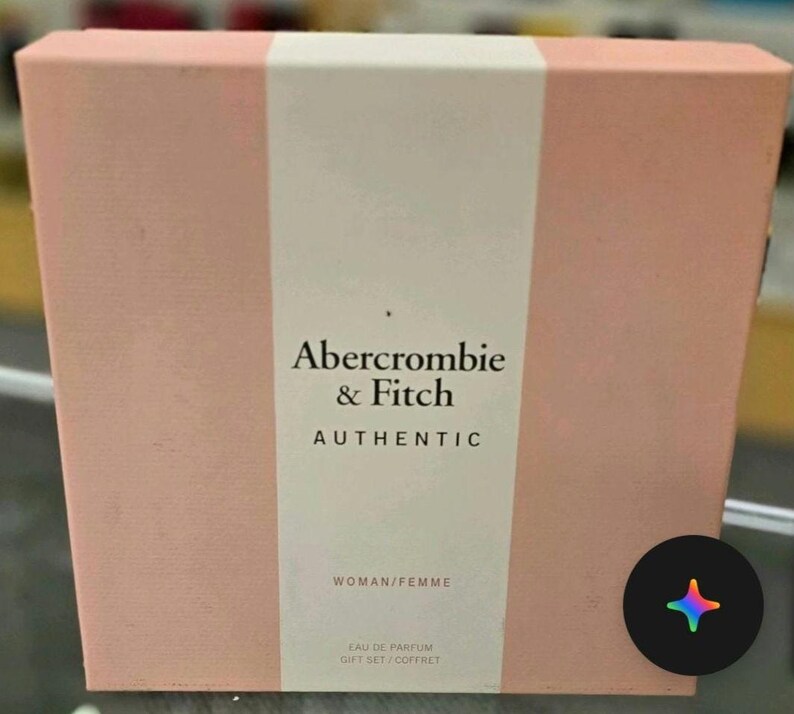 Abercrombie
& Fitch
AUTHENTIC
WOMAN/FEMME
EAU DE PARFUM
GIFT SET / COFFRET